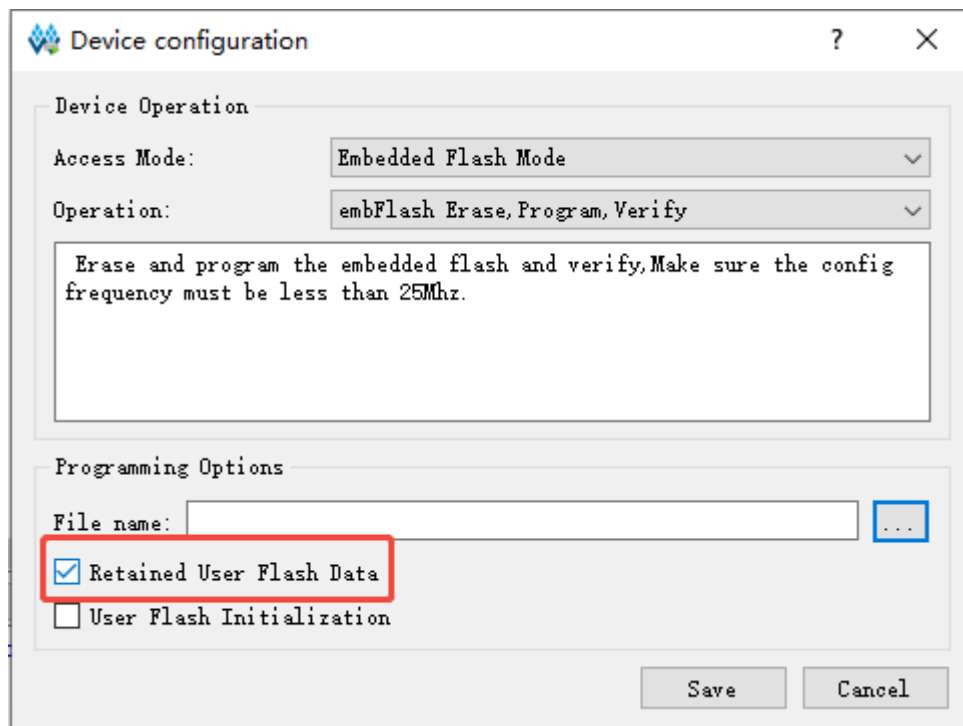 Device configuration
?
Device Operation
Access Mode:
Embedded Flash Mode
Operation:
embFlash Erase,Program,Verify
Erase and program the embedded flash and verify,Make sure the config
frequency must be less than 25Mhz.
Programming Options
File name:
...
Retained User Flash Data
User Flash Initialization
Save
Cancel